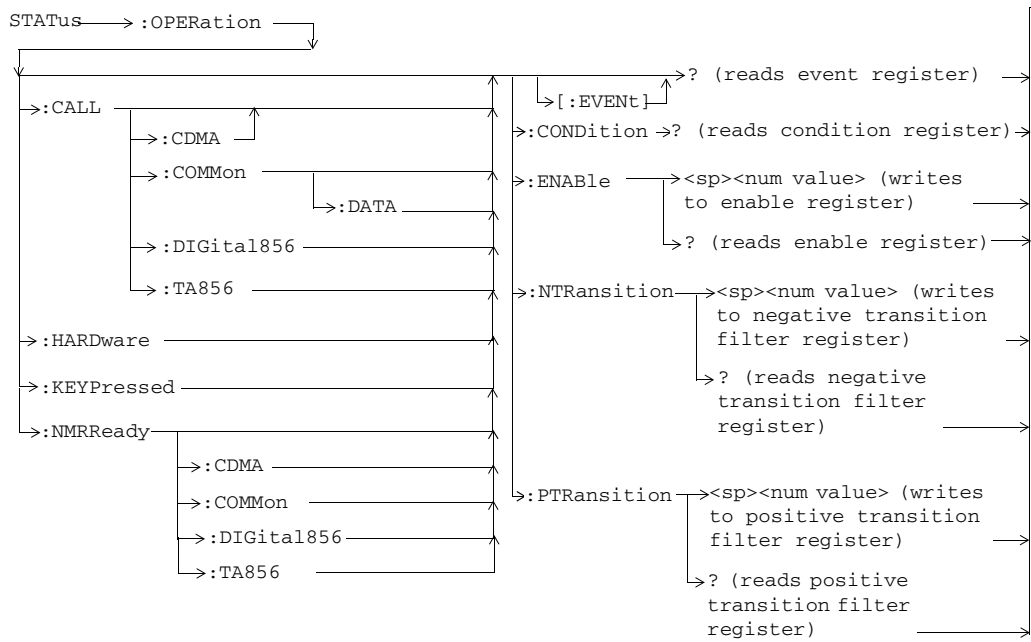 STATus :OPERation
? (reads event register)
[:EVENt]
:CALL
:CDMA
:COMMon
:DATA
:DIGital856
:TA856
:HARDware
:KEYPressed
:NMRReady
:CDMA
:COMMon
:DIGital856
:TA856
:CONDition ? (reads condition register)
:ENABle <sp><num value> (writes
to enable register)
? (reads enable register)
:NTRansition <sp><num value> (writes
to negative transition
filter register)
? (reads negative
transition filter
register)
:PTRansition <sp><num value> (writes
to positive transition
filter register)
? (reads positive
transition filter
register)